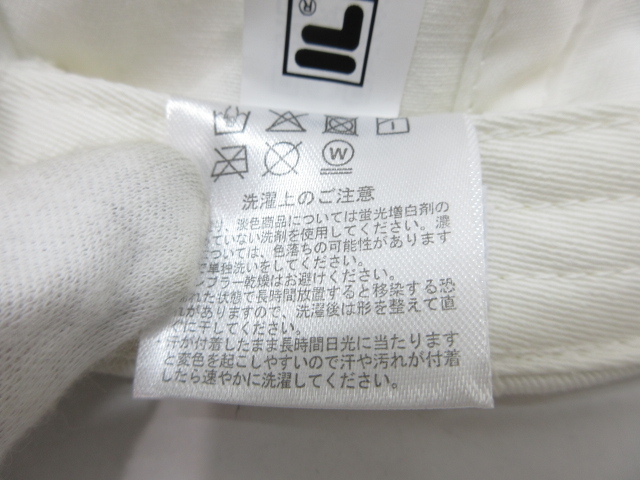 ®
洗濯上のご注意
り、淡色商品については蛍光増白剤の
ていない洗剤を使用してください。濃
ついては、色落ちの可能性があります
に単独洗いをしてください。
ブラー乾燥はお避けください。
れた状態で長時間放置すると移染する恐
れがありますので、洗濯後は形を整えて直
ぐに干してください。
・汗が付着したまま長時間日光に当たります
と変色を起こしやすいので汗や汚れが付着
したら速やかに洗濯してください。